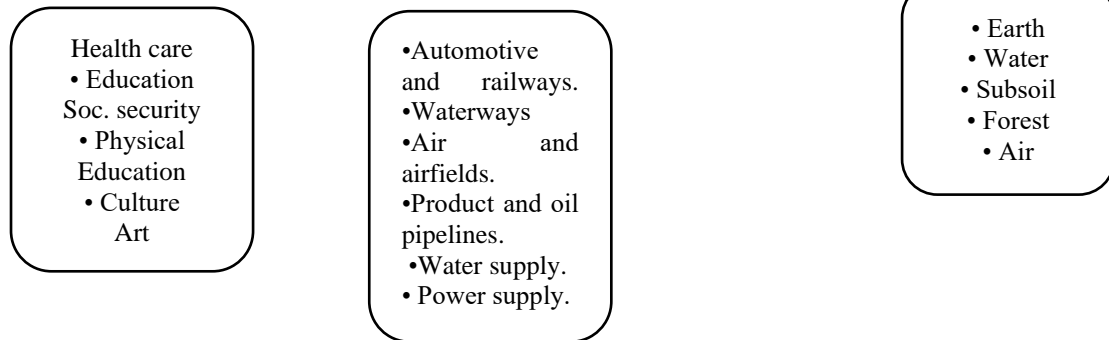 Health care
• Education
Soc. security
• Physical
Education
• Culture
Art
•Automotive
and railways.
•Waterways
•Air and
airfields.
•Product and oil
pipelines.
•Water supply.
• Power supply.
• Earth
• Water
• Subsoil
• Forest
• Air